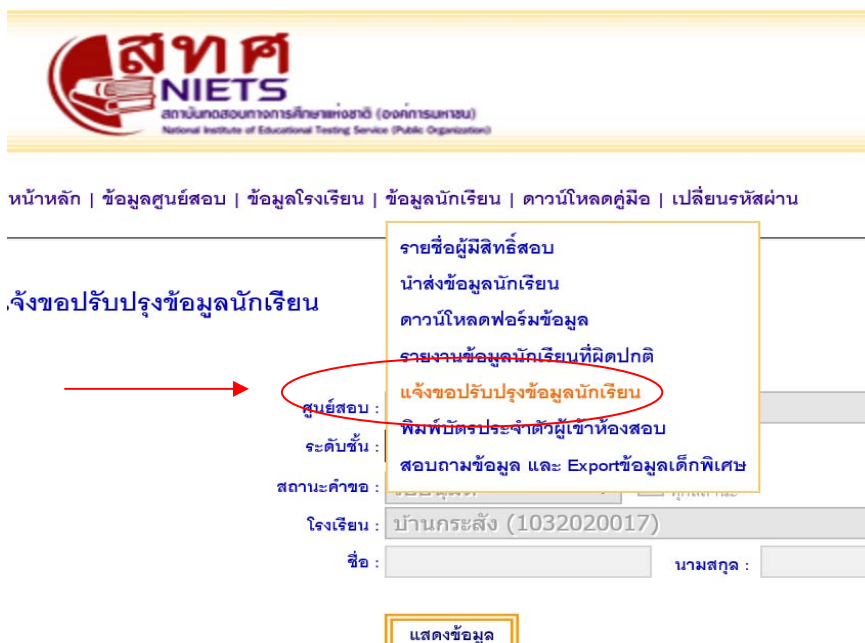 สทศ
NIETS
สถาบันทดสอบทางการศึกษาแห่งชาติ (องค์การมหาชน)
National Institute of Educational Testing Service (Public Organization)
หน้าหลัก | ข้อมูลศูนย์สอบ | ข้อมูลโรงเรียน | ข้อมูลนักเรียน | ดาวน์โหลดคู่มือ | เปลี่ยนรหัสผ่าน
รายชื่อผู้มีสิทธิ์สอบ
นำส่งข้อมูลนักเรียน
ดาวน์โหลดฟอร์มข้อมูล
รายงานข้อมูลนักเรียนที่ผิดปกติ
แจ้งขอปรับปรุงข้อมูลนักเรียน
พิมพ์บัตรประจำตัวผู้เข้าห้องสอบ
สอบถามข้อมูล และ Exportข้อมูลเด็กพิเศษ
แจ้งขอปรับปรุงข้อมูลนักเรียน
ศูนย์สอบ :
ระดับชั้น :
สถานะคำขอ :
โรงเรียน : บ้านกระสัง (1032020017)
ชื่อ : นามสกุล :
แสดงข้อมูล